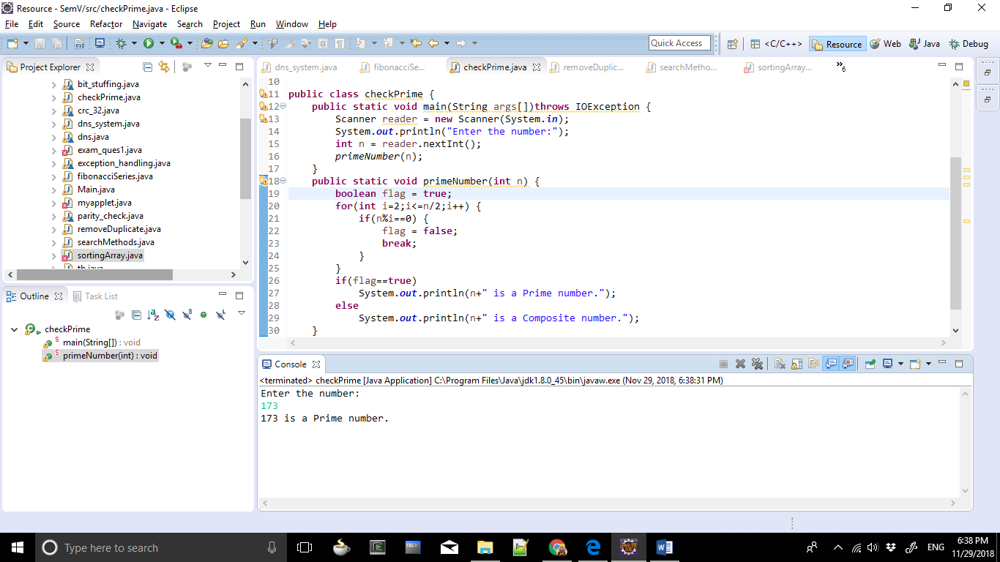 Resource - SemV/src/checkPrime.java - Eclipse
File Edit Source Refactor Navigate Search Project Run Window Help
Quick Access <C/C++> Resource Web Java Debug
Project Explorer
bit_stuffing.java
checkPrime.java
crc_32.java
dns_system.java
dns.java
exam_ques1.java
exception_handling.java
fibonacciSeries.java
Main.java
myapplet.java
parity_check.java
removeDuplicate.java
searchMethods.java
sortingArray.java
Outline Task List
checkPrime
main(String[]) : void
primeNumber(int) : void
dns_system.java fibonacciSe... checkPrime.java removeDuplic... searchMetho... sortingArray... »6
10
11 public class checkPrime {
12 public static void main(String args[])throws IOException {
13 Scanner reader = new Scanner(System.in);
14 System.out.println("Enter the number:");
15 int n = reader.nextInt();
16 primeNumber(n);
17 }
18 public static void primeNumber(int n) {
19 boolean flag = true;
20 for(int i=2;i<=n/2;i++) {
21 if(n%i==0) {
22 flag = false;
23 break;
24 }
25 }
26 if(flag==true)
27 System.out.println(n+" is a Prime number.");
28 else
29 System.out.println(n+" is a Composite number.");
30 }
Console
<terminated> checkPrime [Java Application] C:\Program Files\Java\jdk1.8.0_45\bin\javaw.exe (Nov 29, 2018, 6:38:31 PM)
Enter the number:
173
173 is a Prime number.
Type here to search
ENG
6:38 PM
11/29/2018